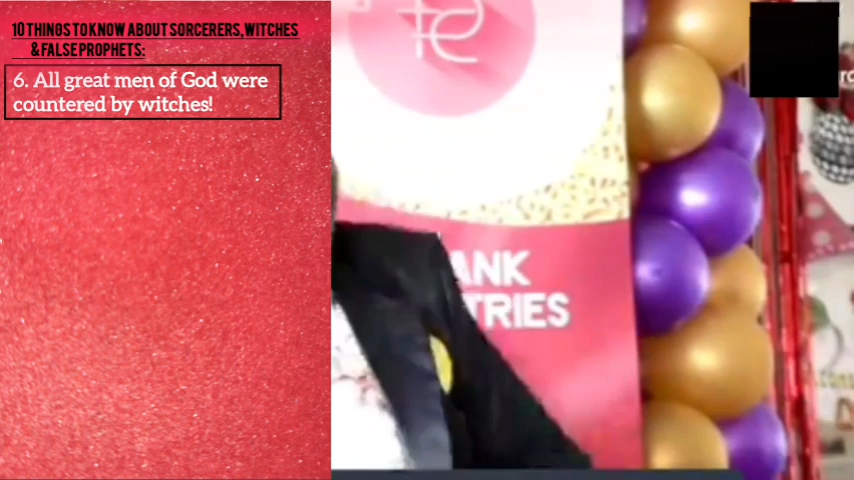 10 THINGS TO KNOW ABOUT SORCERERS, WITCHES
& FALSE PROPHETS:
6. All great men of God were
countered by witches!
ANK
TRIES